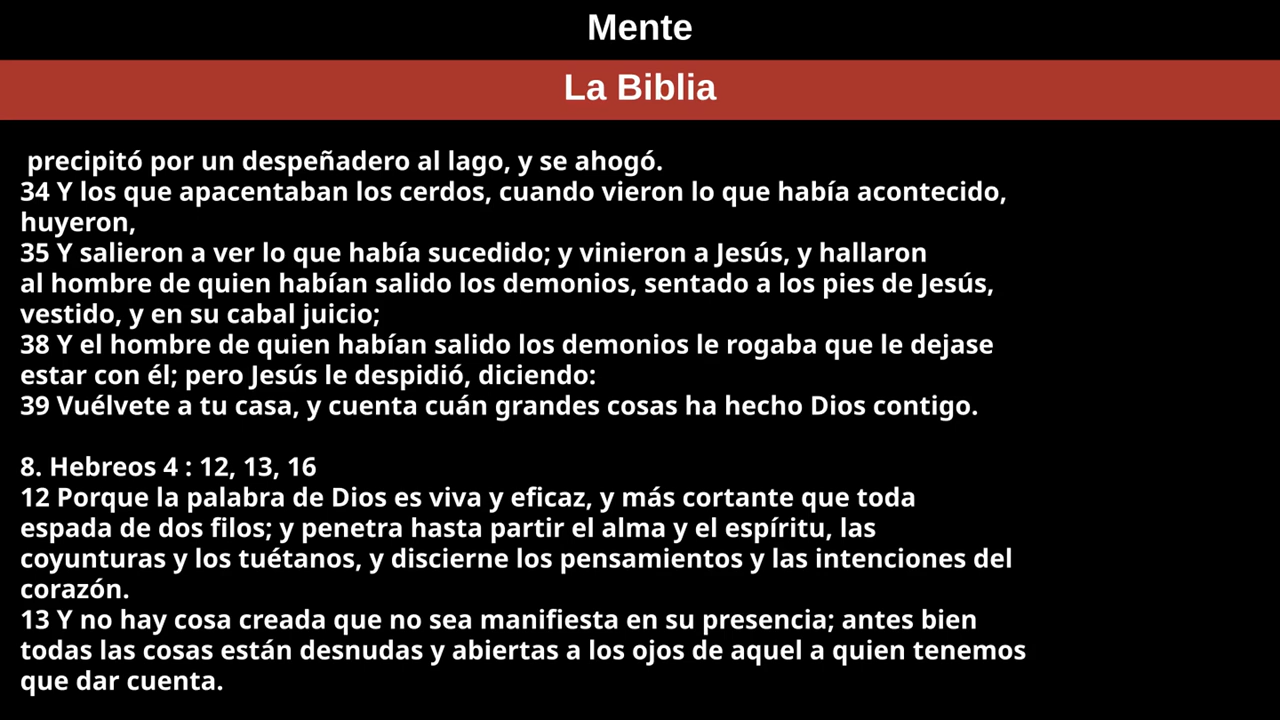 Mente
La Biblia
precipitó por un despeñadero al lago, y se ahogó.
34 Y los que apacentaban los cerdos, cuando vieron lo que había acontecido,
huyeron,
35 Y salieron a ver lo que había sucedido; y vinieron a Jesús, y hallaron
al hombre de quien habían salido los demonios, sentado a los pies de Jesús,
vestido, y en su cabal juicio;
38 Y el hombre de quien habían salido los demonios le rogaba que le dejase
estar con él; pero Jesús le despidió, diciendo:
39 Vuélvete a tu casa, y cuenta cuán grandes cosas ha hecho Dios contigo.
8. Hebreos 4 : 12, 13, 16
12 Porque la palabra de Dios es viva y eficaz, y más cortante que toda
espada de dos filos; y penetra hasta partir el alma y el espíritu, las
coyunturas y los tuétanos, y discierne los pensamientos y las intenciones del
corazón.
13 Y no hay cosa creada que no sea manifiesta en su presencia; antes bien
todas las cosas están desnudas y abiertas a los ojos de aquel a quien tenemos
que dar cuenta.